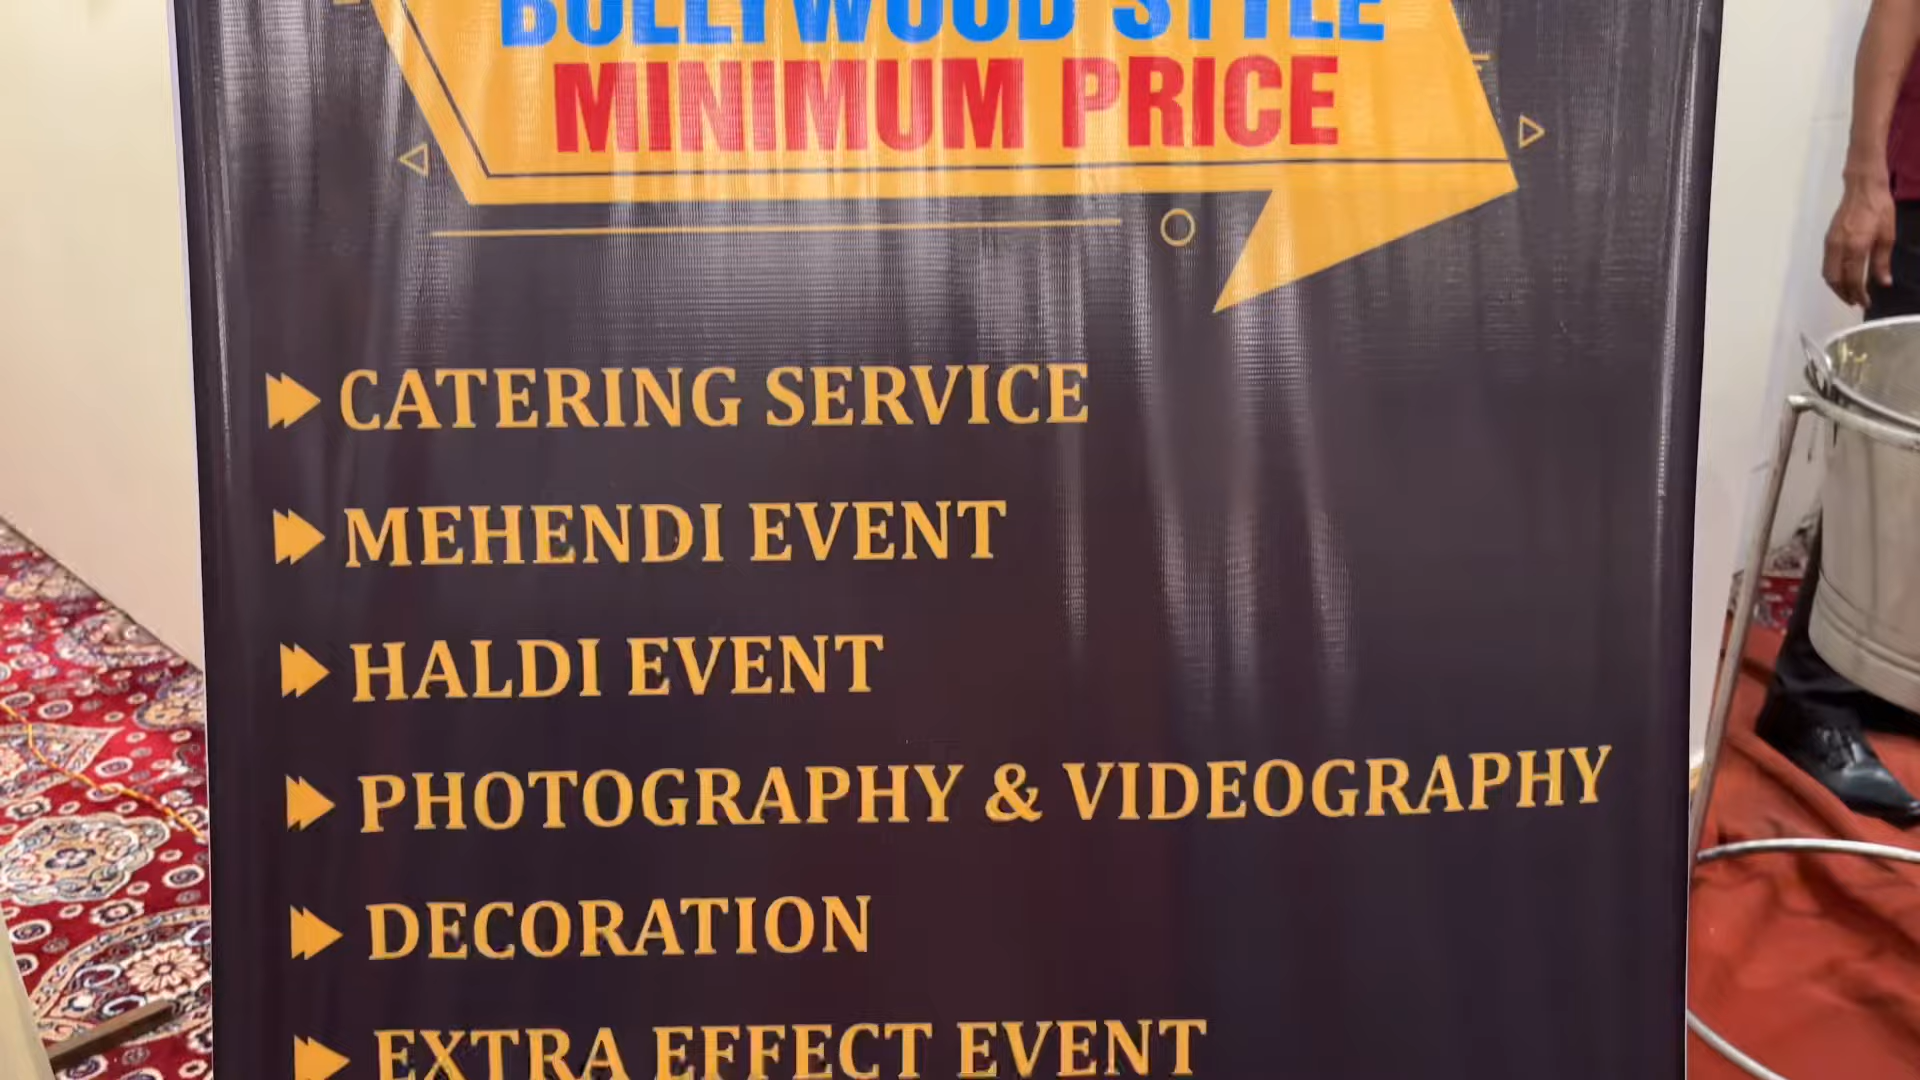 BOLLYWOOD STYLE
MINIMUM PRICE
CATERING SERVICE
MEHENDI EVENT
HALDI EVENT
PHOTOGRAPHY & VIDEOGRAPHY
DECORATION
EXTRA EFFECT EVENT